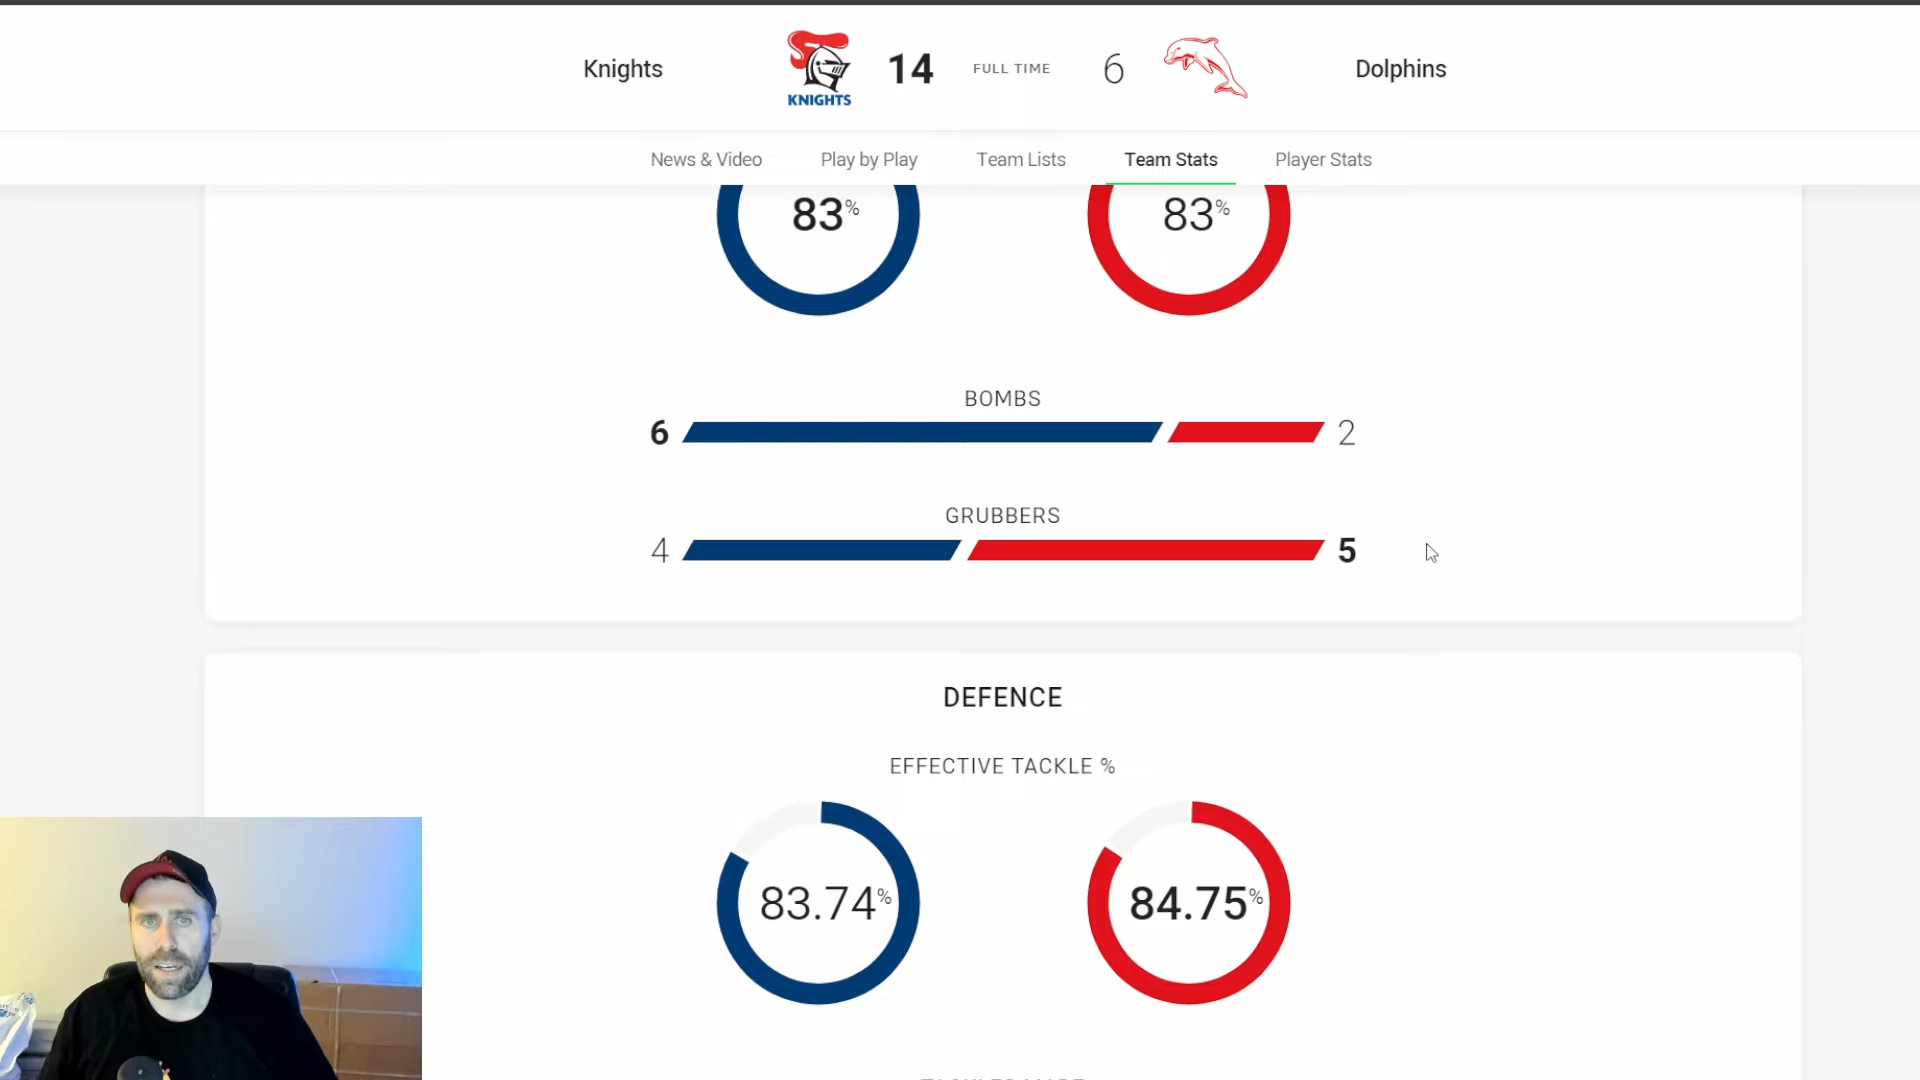 Knights
KNIGHTS
14
FULL TIME
6
Dolphins
News & Video
Play by Play
Team Lists
Team Stats
Player Stats
83%
83%
BOMBS
6
2
GRUBBERS
4
5
DEFENCE
EFFECTIVE TACKLE %
83.74%
84.75%